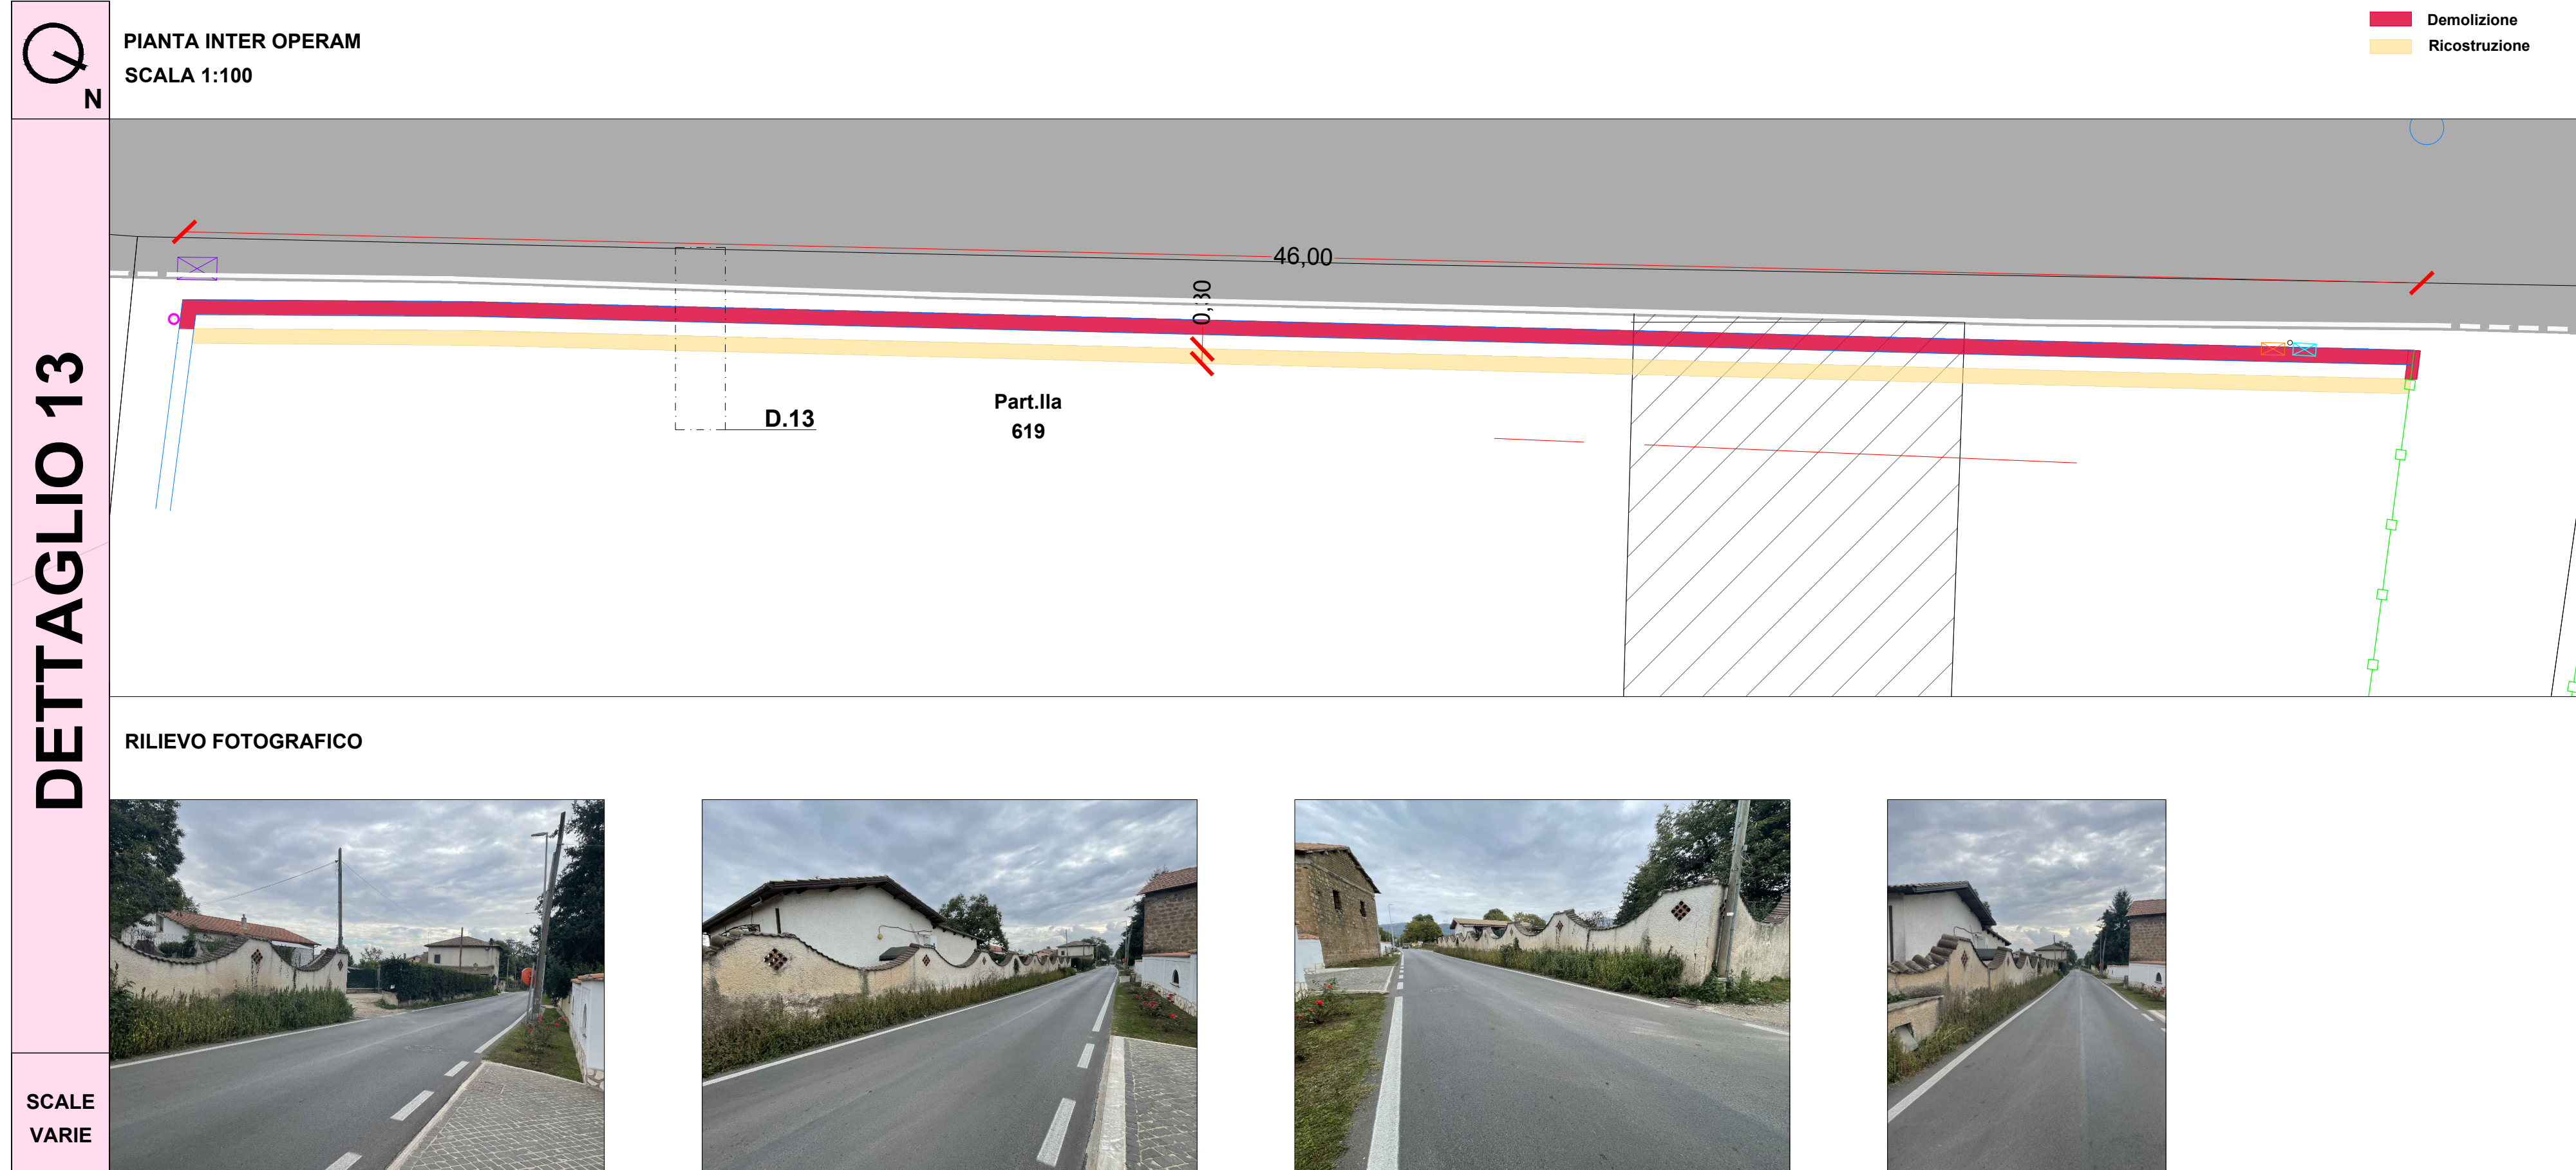 N
PIANTA INTER OPERAM
SCALA 1:100
Demolizione
Ricostruzione
DETTAGLIO 13
46,00
0,30
D.13
Part.lla
619
RILIEVO FOTOGRAFICO
SCALE
VARIE